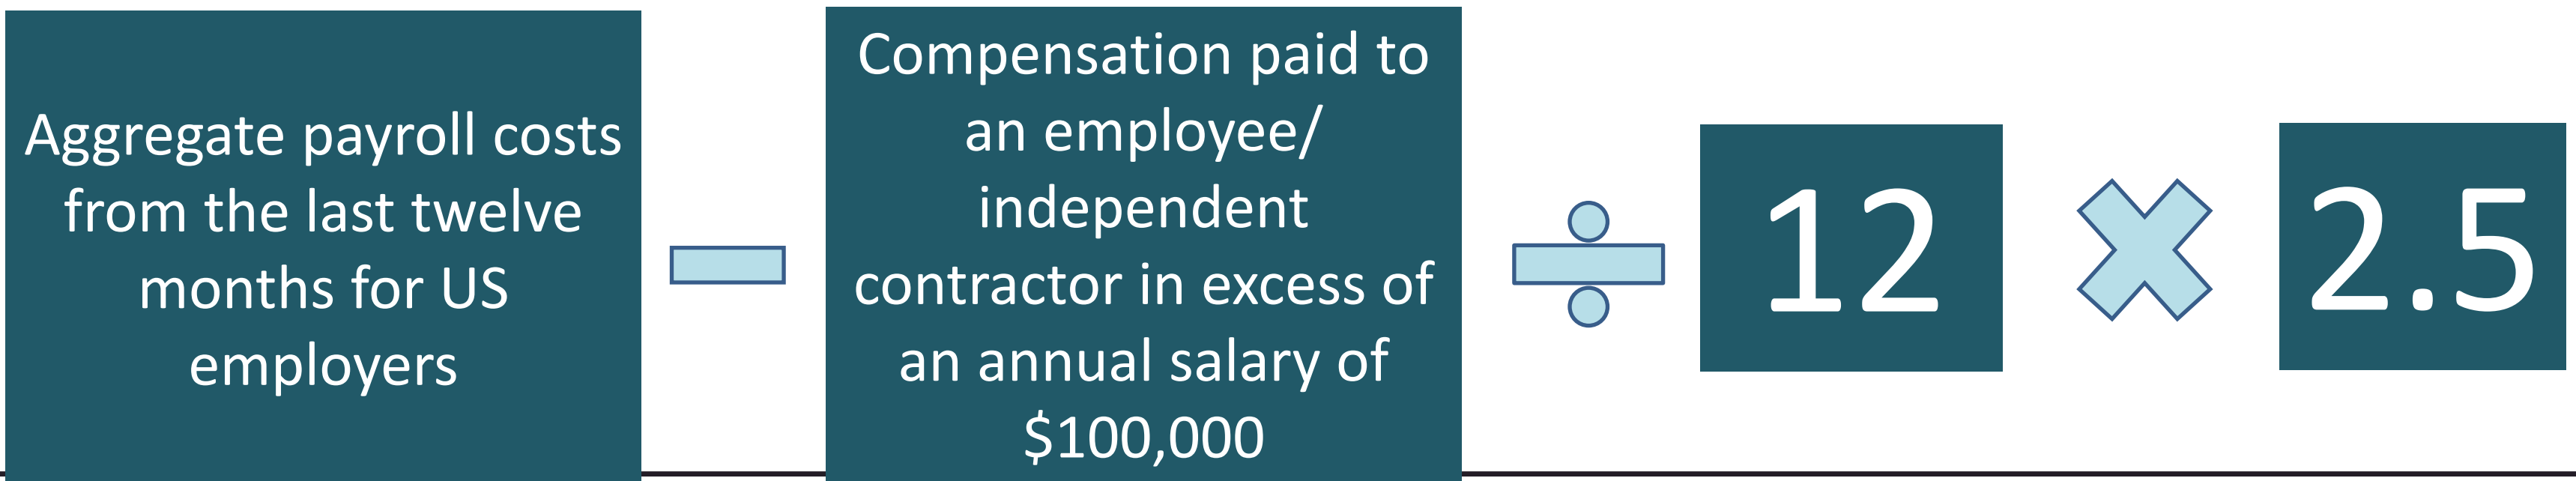 Aggregate payroll costs
from the last twelve
months for US
employers
Compensation paid to
an employee/
independent
contractor in excess of
an annual salary of
$100,000
12
2.5